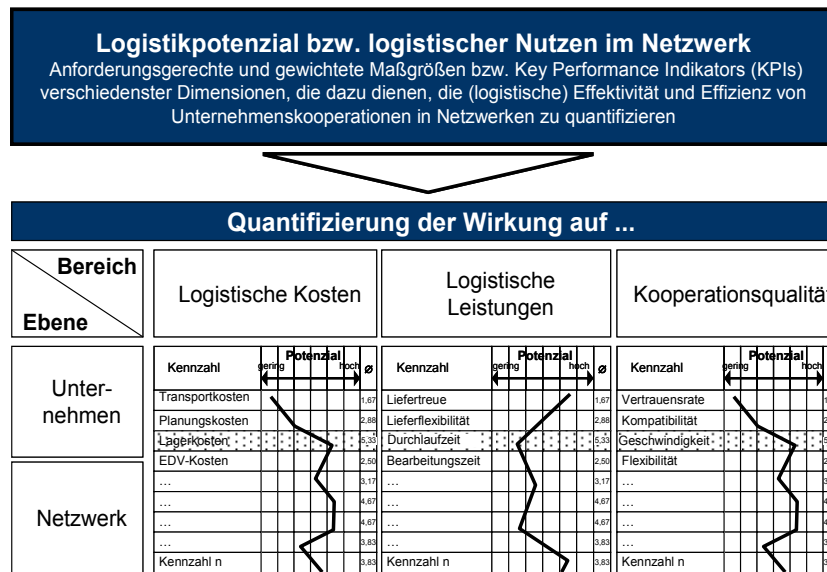 Logistikpotenzial bzw. logistischer Nutzen im Netzwerk
Anforderungsgerechte und gewichtete Maßgrößen bzw. Key Performance Indikators (KPIs)
verschiedenster Dimensionen, die dazu dienen, die (logistische) Effektivität und Effizienz von
Unternehmenskooperationen in Netzwerken zu quantifizieren
Quantifizierung der Wirkung auf ...
Bereich
Ebene
Logistische Kosten
Logistische
Leistungen
Kooperationsqualität
Unter-
nehmen
Netzwerk
Kennzahl
Potenzial
gering hoch ø
Transportkosten 1,67
Planungskosten 2,88
Lagerkosten 5,33
EDV-Kosten 2,50
... 3,17
... 4,67
... 4,67
... 3,83
Kennzahl n 3,83
Kennzahl
Potenzial
gering hoch ø
Liefertreue 1,67
Lieferflexibilität 2,88
Durchlaufzeit 5,33
Bearbeitungszeit 2,50
... 3,17
... 4,67
... 4,67
... 3,83
Kennzahl n 3,83
Kennzahl
Potenzial
gering hoch
Vertrauensrate
Kompatibilität
Geschwindigkeit
Flexibilität
...
...
...
...
Kennzahl n